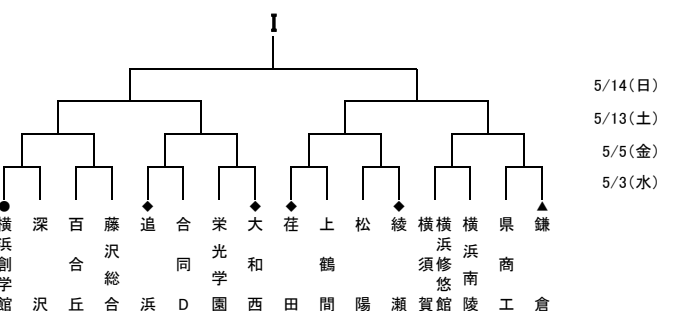 I
5/14(日)
5/13(土)
5/5(金)
5/3(水)
横浜創学館
深沢
百合丘
藤沢総合
追浜
合同D
栄光学園
大和西
荏田
上鶴間
松陽
綾瀬
横須賀
横浜修悠館
横浜南陵
県商工
鎌倉